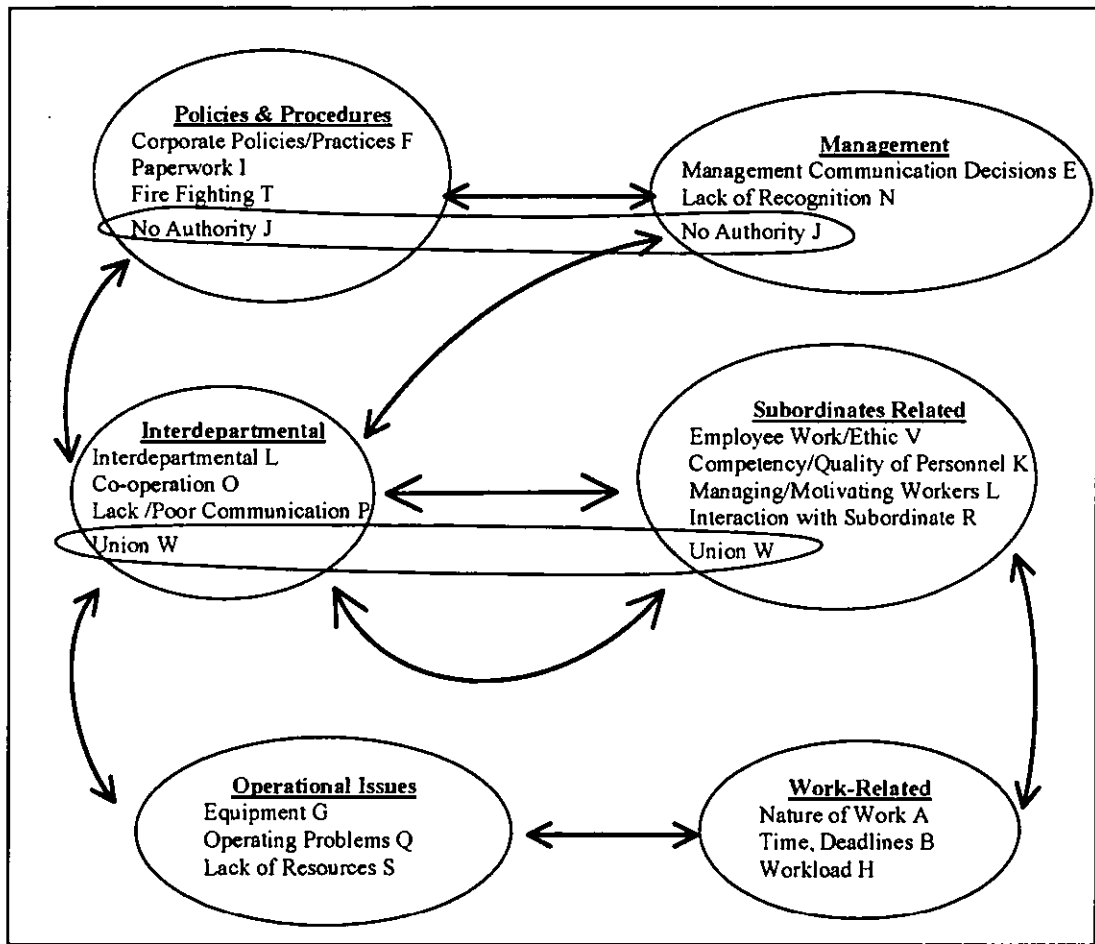 Policies & Procedures
Corporate Policies/Practices F
Paperwork I
Fire Fighting T
No Authority J
Management
Management Communication Decisions E
Lack of Recognition N
No Authority J
Interdepartmental
Interdepartmental L
Co-operation O
Lack /Poor Communication P
Union W
Subordinates Related
Employee Work/Ethic V
Competency/Quality of Personnel K
Managing/Motivating Workers L
Interaction with Subordinate R
Union W
Operational Issues
Equipment G
Operating Problems Q
Lack of Resources S
Work-Related
Nature of Work A
Time, Deadlines B
Workload H